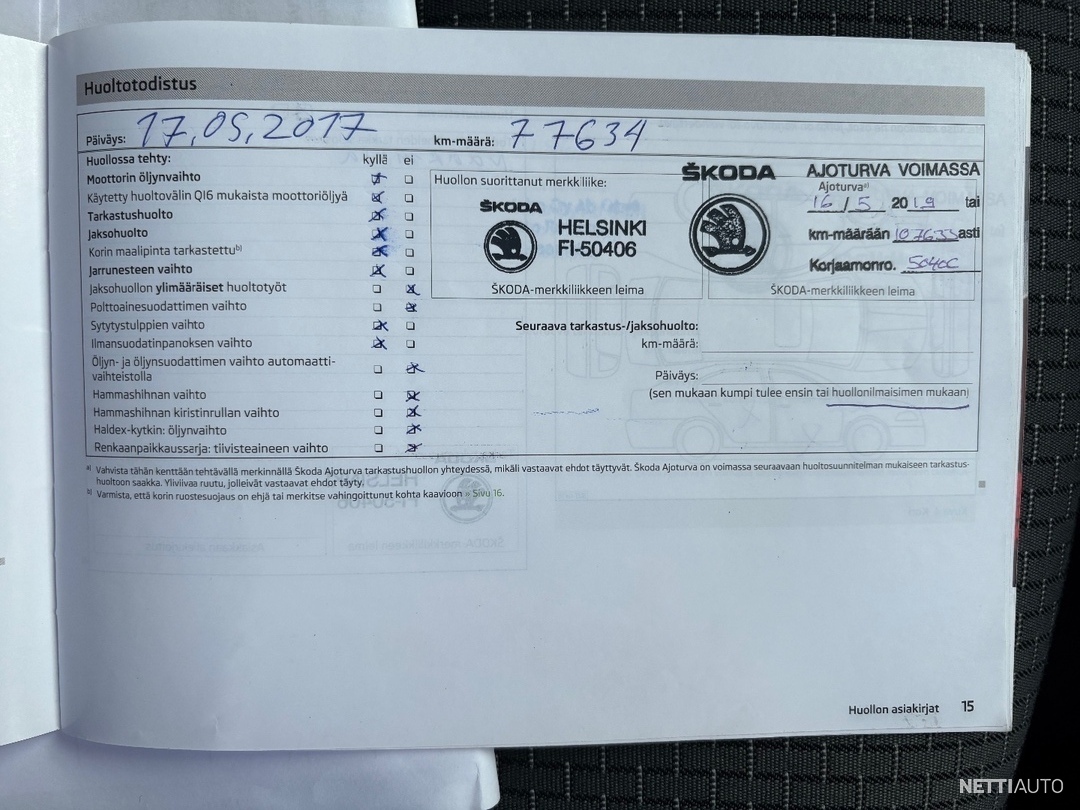 Huoltotodistus
Päiväys: 17.05.2017 km-määrä: 77634
Huollossa tehty: kyllä ei
Moottorin öljynvaihto
Käytetty huoltovälin QI6 mukaista moottoriöljyä
Tarkastushuolto
Jaksohuolto
Korin maalipinta tarkastettu b)
Jarrunesteen vaihto
Jaksohuollon ylimääräiset huoltotyöt
Polttoainesuodattimen vaihto
Sytytystulppien vaihto
Ilmansuodatinpanoksen vaihto
Öljyn- ja öljynsuodattimen vaihto automaatti-
vaihteistolla
Hammashihnan vaihto
Hammashihnan kiristinrullan vaihto
Haldex-kytkin: öljynvaihto
Renkaanpaikkaussarja: tiivisteaineen vaihto
Huollon suorittanut merkkiliike:
ŠKODA
HELSINKI
FI-50406
ŠKODA-merkkiliikkeen leima
ŠKODA
AJOTURVA VOIMASSA
Ajoturva a)
16 / 5 2019 tai
km-määrään asti
Korjaamonro.
ŠKODA-merkkiliikkeen leima
Seuraava tarkastus-/jaksohuolto:
km-määrä:
Päiväys:
(sen mukaan kumpi tulee ensin tai huollonilmaisimen mukaan)
a) Vahvista tähän kenttään tehtävällä merkinnällä Škoda Ajoturva tarkastushuollon yhteydessä, mikäli vastaavat ehdot täyttyvät. Škoda Ajoturva on voimassa seuraavaan huoltosuunnitelman mukaiseen tarkastus-
huoltoon saakka. Yliviivaa ruutu, jolleivät vastaavat ehdot täyty.
b) Varmista, että korin ruostesuojaus on ehjä tai merkitse vahingoittunut kohta kaavioon » Sivu 16.
Huollon asiakirjat 15
NETTIAUTO